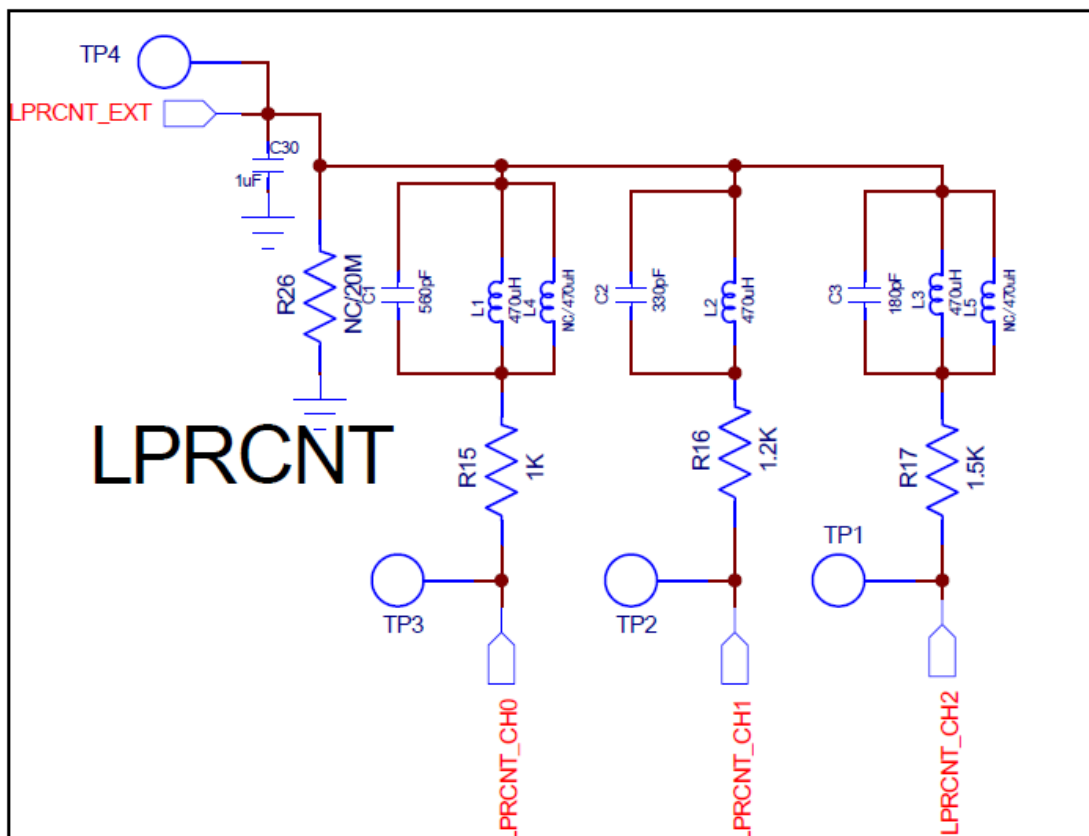 TP4
LPRCNT_EXT
C30
1uF
R26
NC/20M
C1
560pF
L1
470uH
L4
NC/470uH
C2
330pF
L2
470uH
C3
180pF
L3
470uH
L5
NC/470uH
LPRCNT
R15
1K
R16
1.2K
R17
1.5K
TP3
TP2
TP1
LPRCNT_CH0
LPRCNT_CH1
LPRCNT_CH2